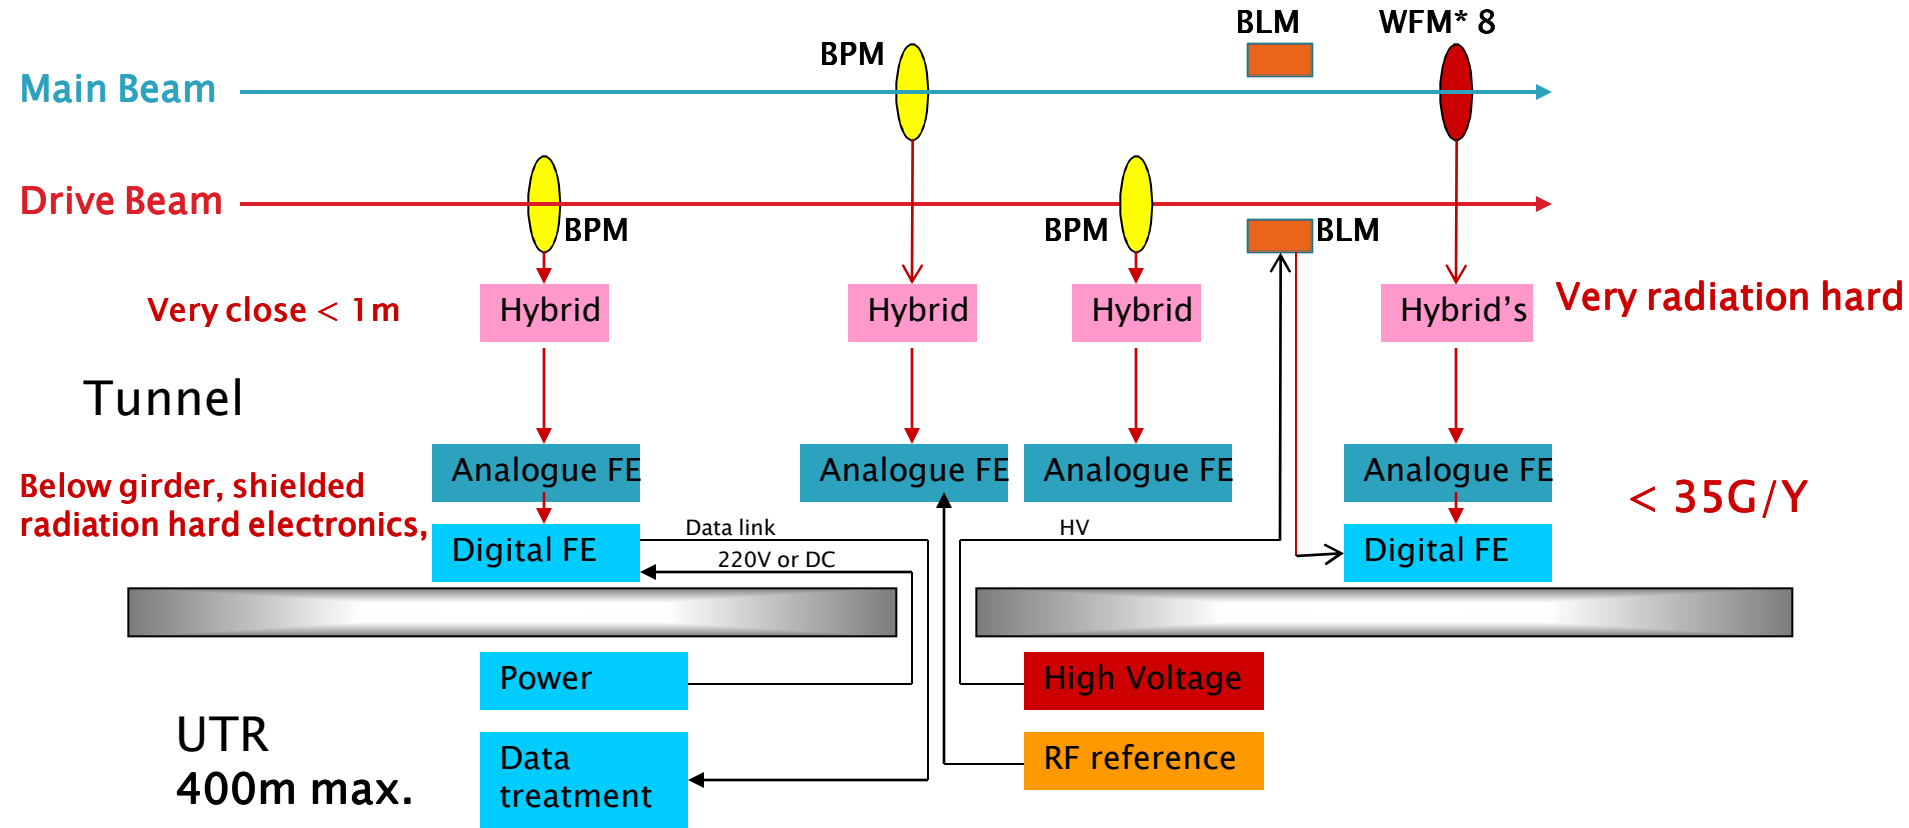 BLM
WFM* 8
BPM
Main Beam
Drive Beam
BPM
BPM
BLM
Very close < 1m
Hybrid
Hybrid
Hybrid
Hybrid’s
Very radiation hard
Tunnel
Analogue FE
Analogue FE
Analogue FE
Analogue FE
Below girder, shielded
radiation hard electronics,
< 35G/Y
Digital FE
Data link
220V or DC
HV
Digital FE
Power
High Voltage
UTR
400m max.
Data
treatment
RF reference